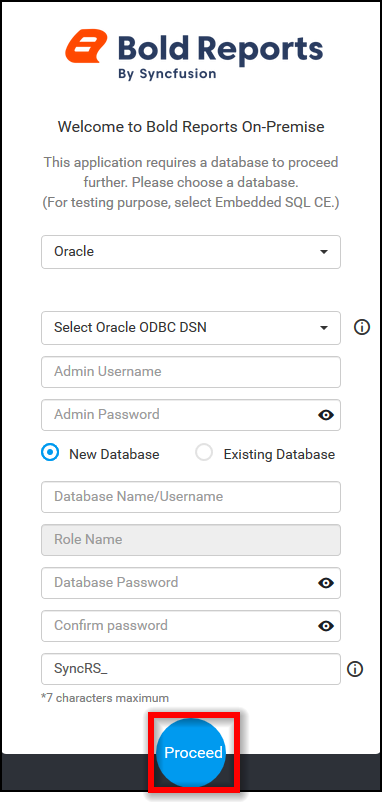 Bold Reports
By Syncfusion
Welcome to Bold Reports On-Premise
This application requires a database to proceed
further. Please choose a database.
(For testing purpose, select Embedded SQL CE.)
Oracle
Select Oracle ODBC DSN
Admin Username
Admin Password
New Database Existing Database
Database Name/Username
Role Name
Database Password
Confirm password
SyncRS_
*7 characters maximum
Proceed